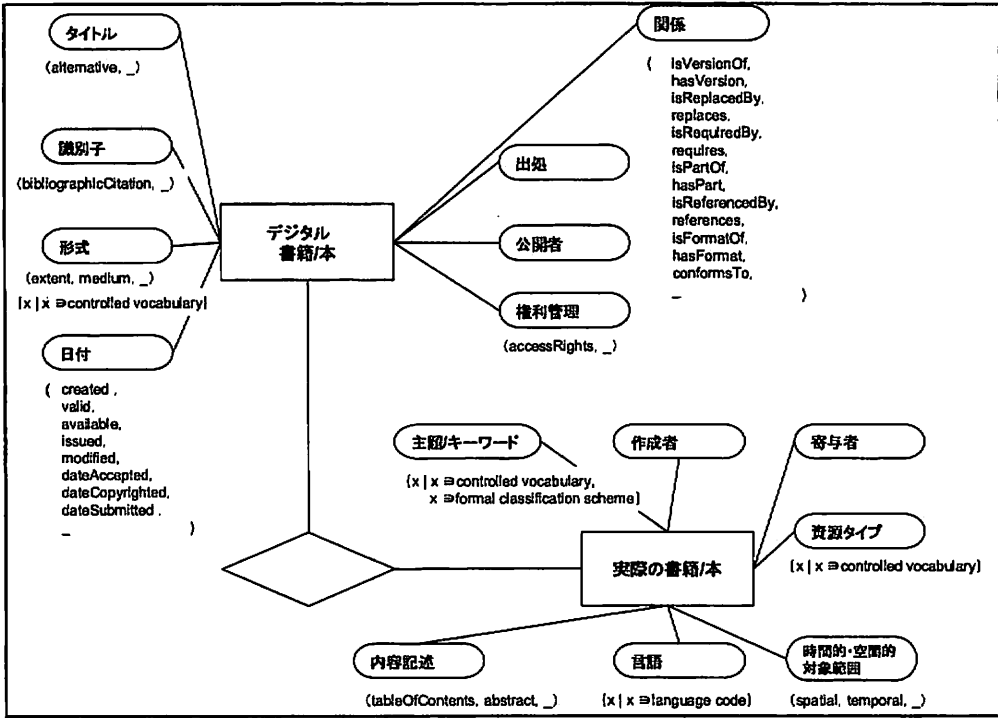 タイトル
(alternative, _)
識別子
(bibliographicCitation, _)
形式
(extent, medium, _)
{x | x ∋controlled vocabulary}
日付
( created ,
valid,
available,
issued,
modified,
dateAccepted,
dateCopyrighted,
dateSubmitted ,
_ )
デジタル
書籍/本
関係
( isVersionOf,
hasVersion,
isReplacedBy,
replaces,
isRequiredBy,
requires,
isPartOf,
hasPart,
isReferencedBy,
references,
isFormatOf,
hasFormat,
conformsTo,
_ )
出処
公開者
権利管理
(accessRights, _)
主題/キーワード
{x | x ∋controlled vocabulary,
x ∋formal classification scheme}
作成者
寄与者
資源タイプ
{x | x ∋controlled vocabulary}
実際の書籍/本
内容記述
(tableOfContents, abstract, _)
言語
{x | x ∋language code}
時間的・空間的
対象範囲
(spatial, temporal, _)